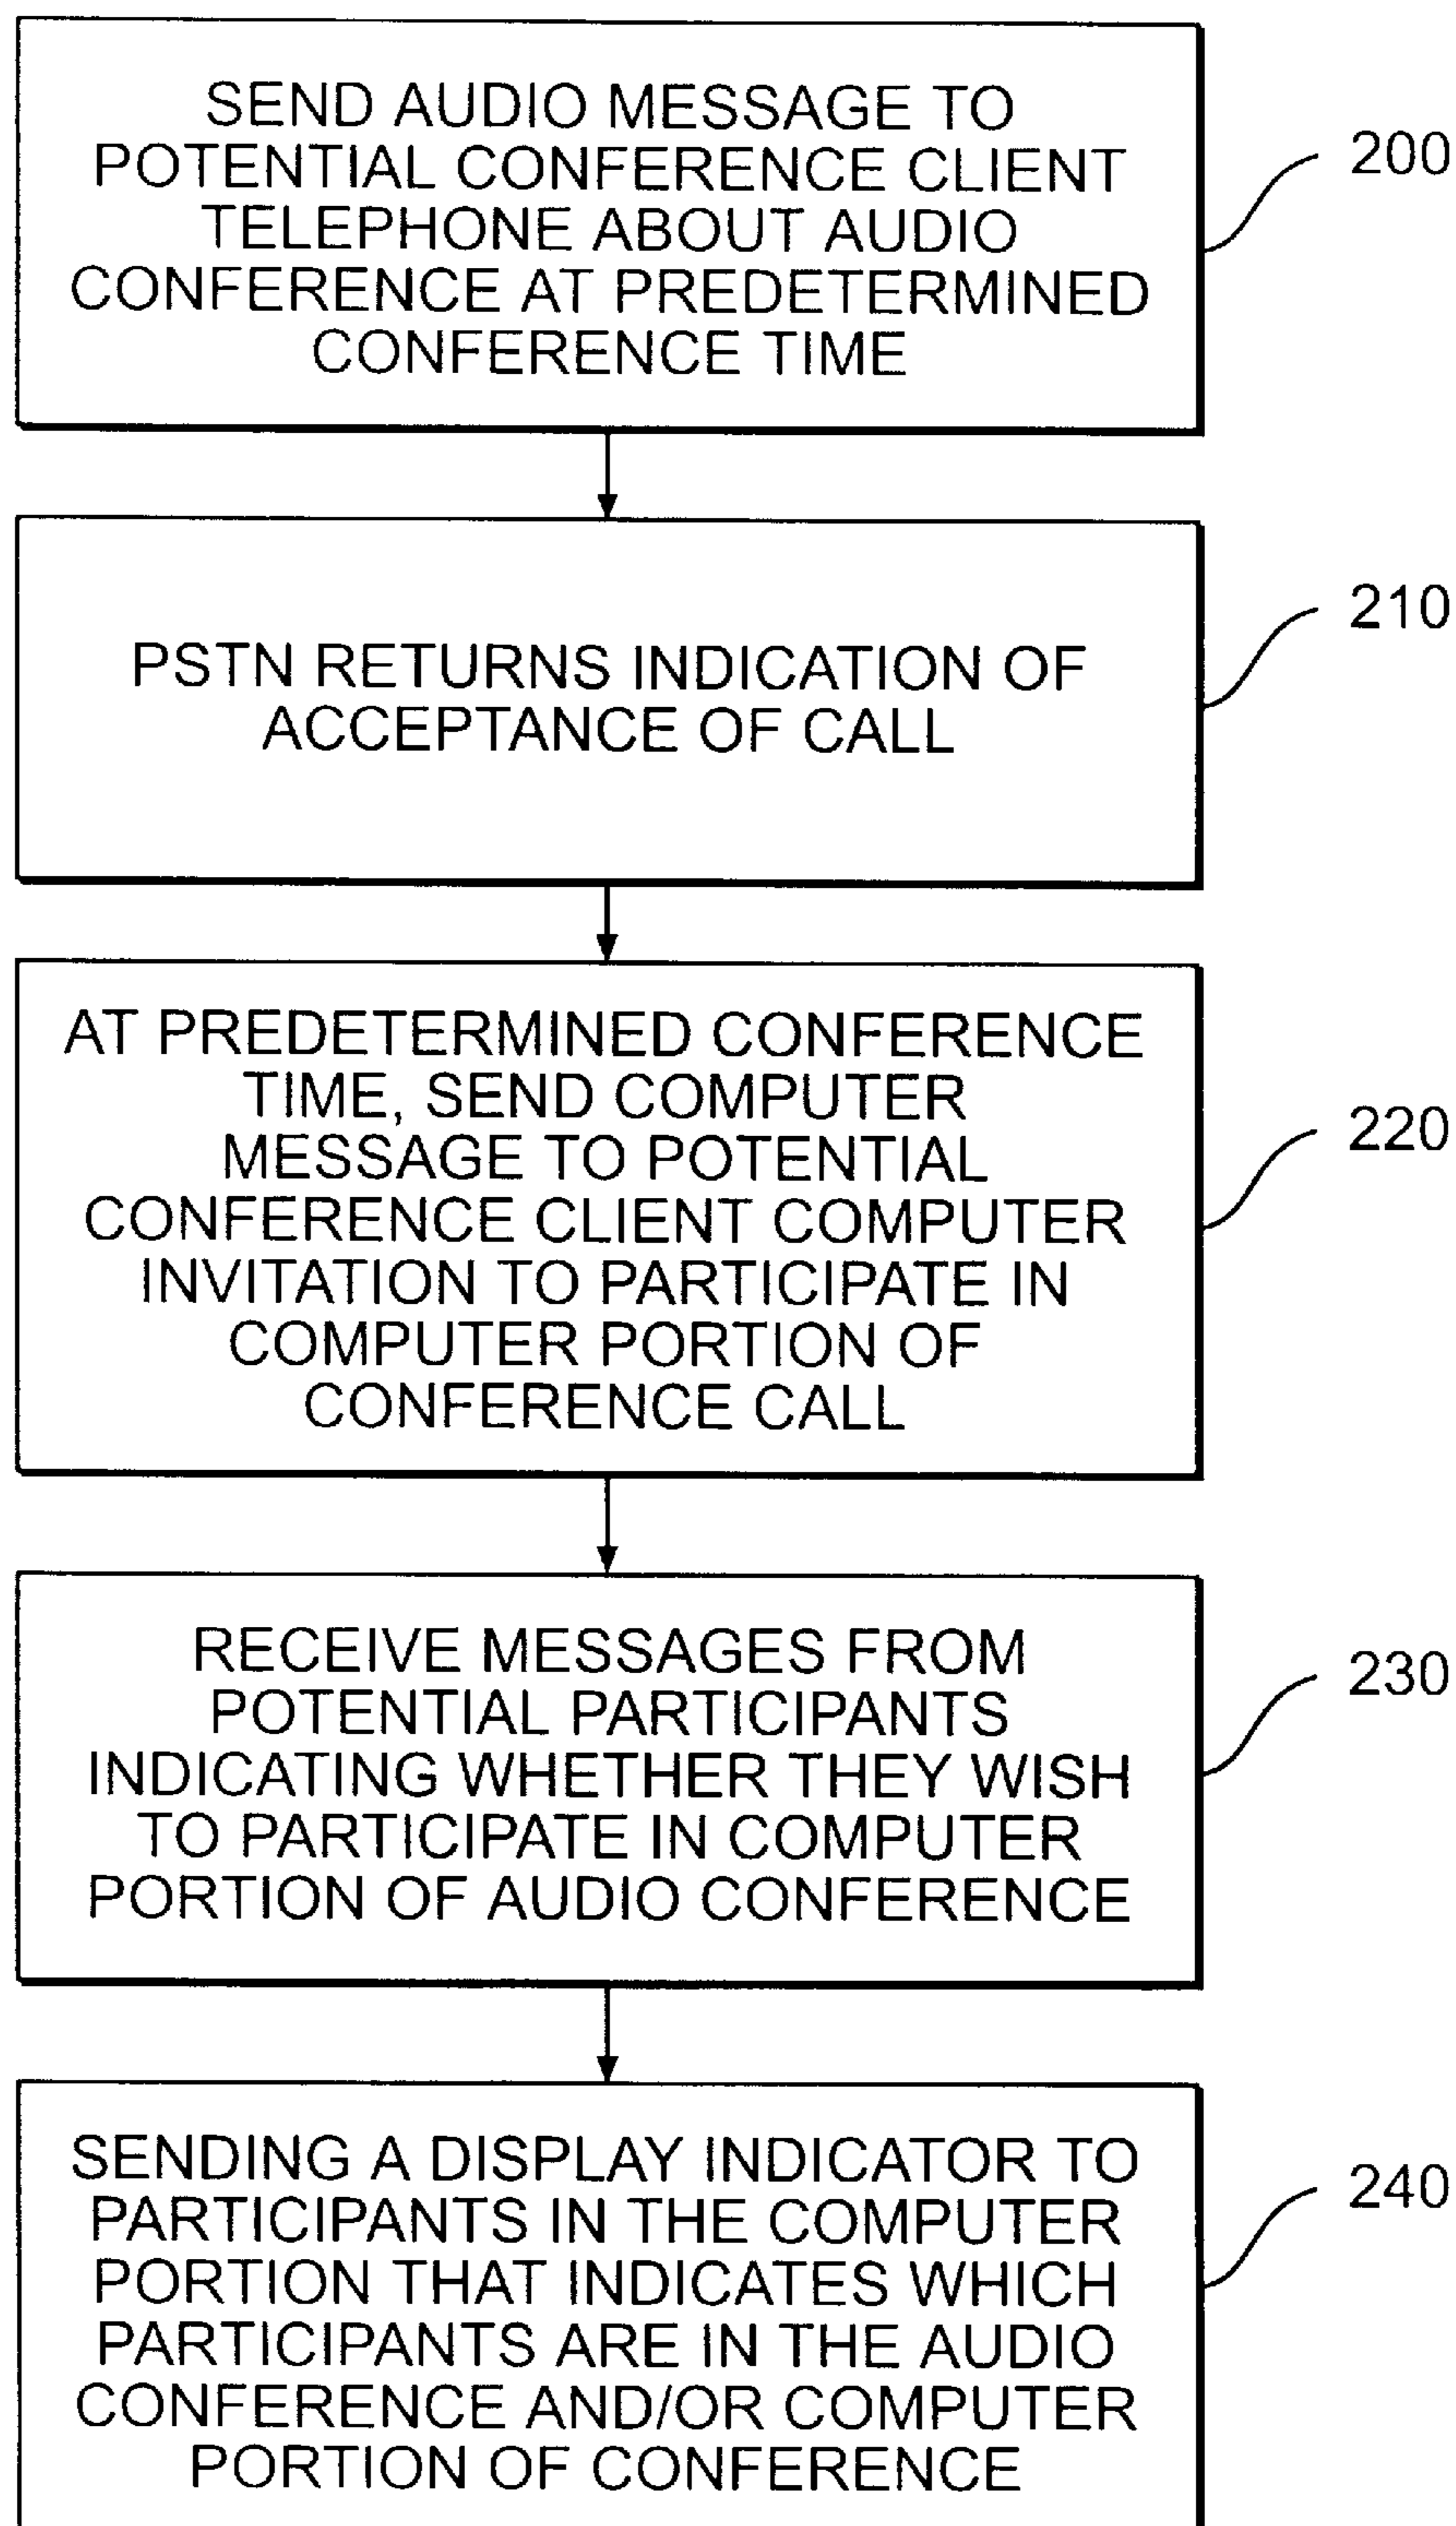 SEND AUDIO MESSAGE TO
POTENTIAL CONFERENCE CLIENT
TELEPHONE ABOUT AUDIO
CONFERENCE AT PREDETERMINED
CONFERENCE TIME
200
PSTN RETURNS INDICATION OF
ACCEPTANCE OF CALL
210
AT PREDETERMINED CONFERENCE
TIME, SEND COMPUTER
MESSAGE TO POTENTIAL
CONFERENCE CLIENT COMPUTER
INVITATION TO PARTICIPATE IN
COMPUTER PORTION OF
CONFERENCE CALL
220
RECEIVE MESSAGES FROM
POTENTIAL PARTICIPANTS
INDICATING WHETHER THEY WISH
TO PARTICIPATE IN COMPUTER
PORTION OF AUDIO CONFERENCE
230
SENDING A DISPLAY INDICATOR TO
PARTICIPANTS IN THE COMPUTER
PORTION THAT INDICATES WHICH
PARTICIPANTS ARE IN THE AUDIO
CONFERENCE AND/OR COMPUTER
PORTION OF CONFERENCE
240